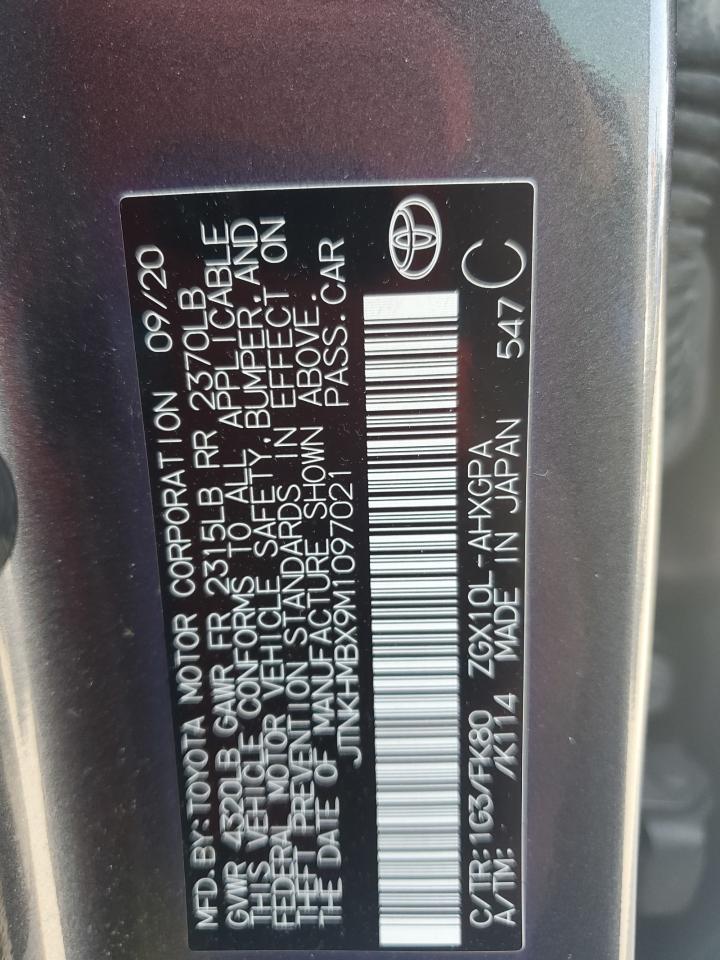 MFD.BY:TOYOTA MOTOR CORPORATION 09/20
GVWR 4320LB GAWR FR 2315LB RR 2370LB
THIS VEHICLE CONFORMS TO ALL APPLICABLE
FEDERAL MOTOR VEHICLE SAFETY,BUMPER,AND
THEFT PREVENTION STANDARDS IN EFFECT ON
THE DATE OF MANUFACTURE SHOWN ABOVE.
JTNKHMBX9M1097021 PASS.CAR
C/TR:1G3/FK80 ZGX10L-AHXGPA
A/TM: /K114 MADE IN JAPAN 547 C